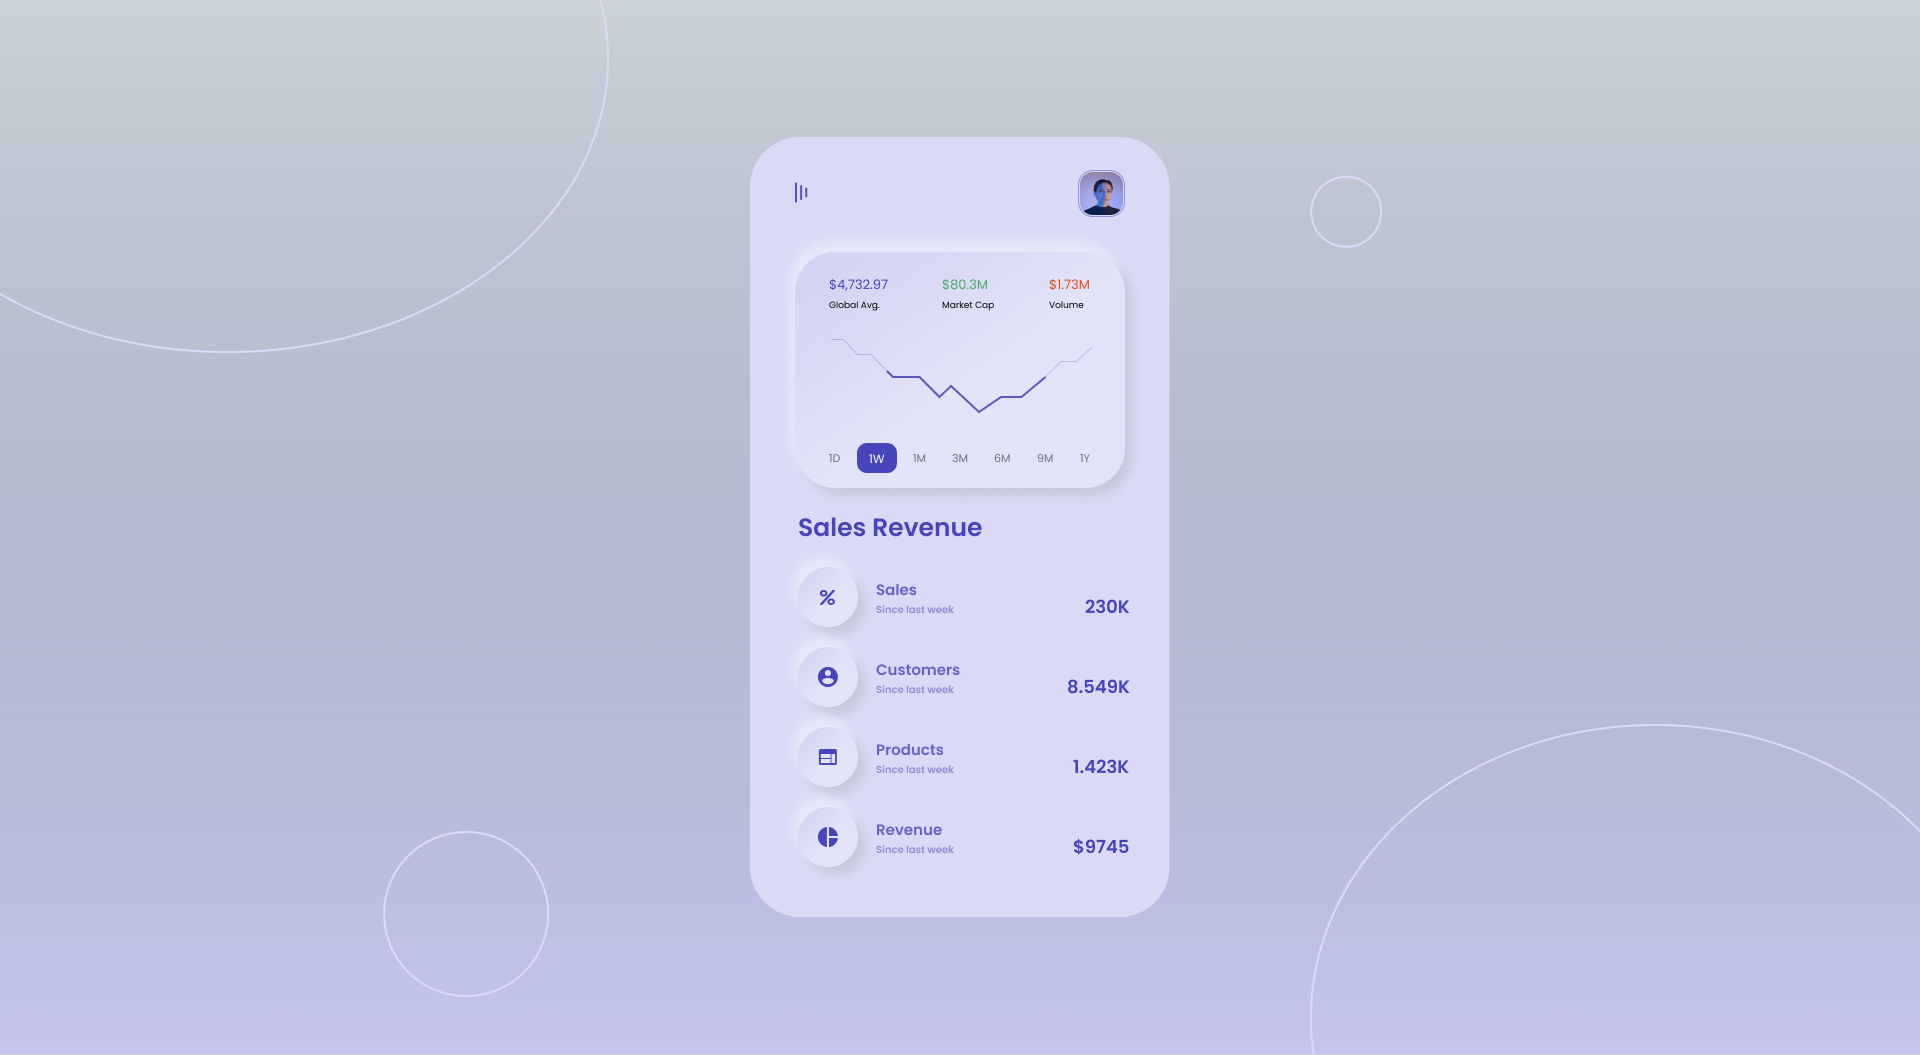 $4,732.97 $80.3M $1.73M
Global Avg. Market Cap Volume
1D 1W 1M 3M 6M 9M 1Y
Sales Revenue
Sales
Since last week
230K
Customers
Since last week
8.549K
Products
Since last week
1.423K
Revenue
Since last week
$9745